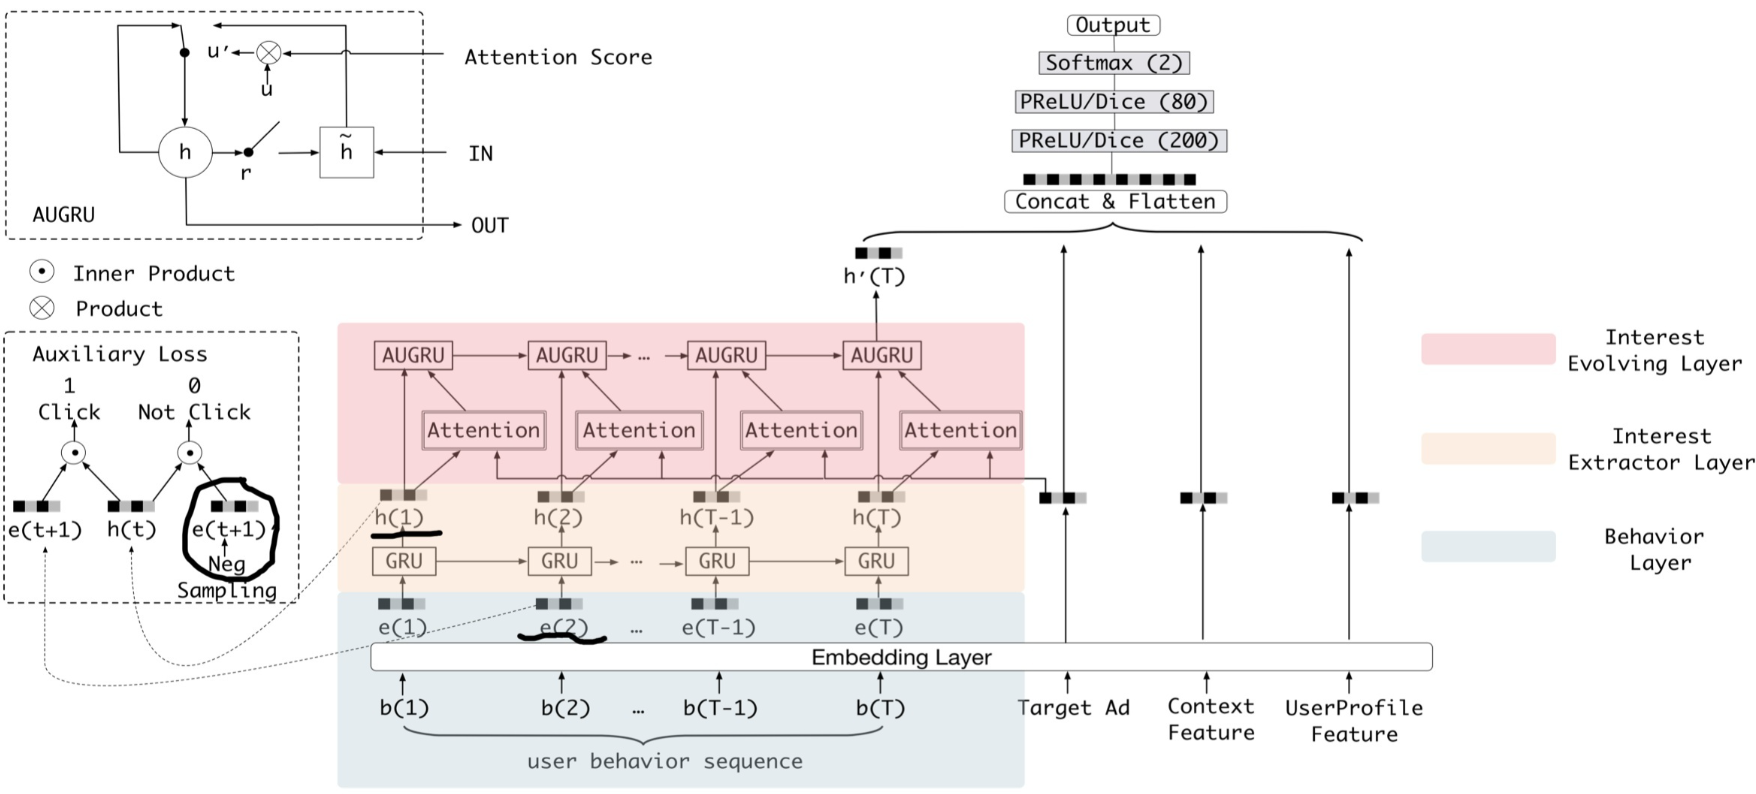 u′
Attention Score
u
h
r
h̃
IN
AUGRU
OUT
Inner Product
Product
Auxiliary Loss
1
0
Click
Not Click
e(t+1)
h(t)
e(t+1)
Neg
Sampling
Output
Softmax (2)
PReLU/Dice (80)
PReLU/Dice (200)
Concat & Flatten
h′(T)
AUGRU
AUGRU
...
AUGRU
AUGRU
Attention
Attention
Attention
Attention
h(1)
h(2)
h(T-1)
h(T)
GRU
GRU
...
GRU
GRU
e(1)
e(2)
...
e(T-1)
e(T)
Embedding Layer
b(1)
b(2)
...
b(T-1)
b(T)
Target Ad
Context
Feature
UserProfile
Feature
user behavior sequence
Interest
Evolving Layer
Interest
Extractor Layer
Behavior
Layer